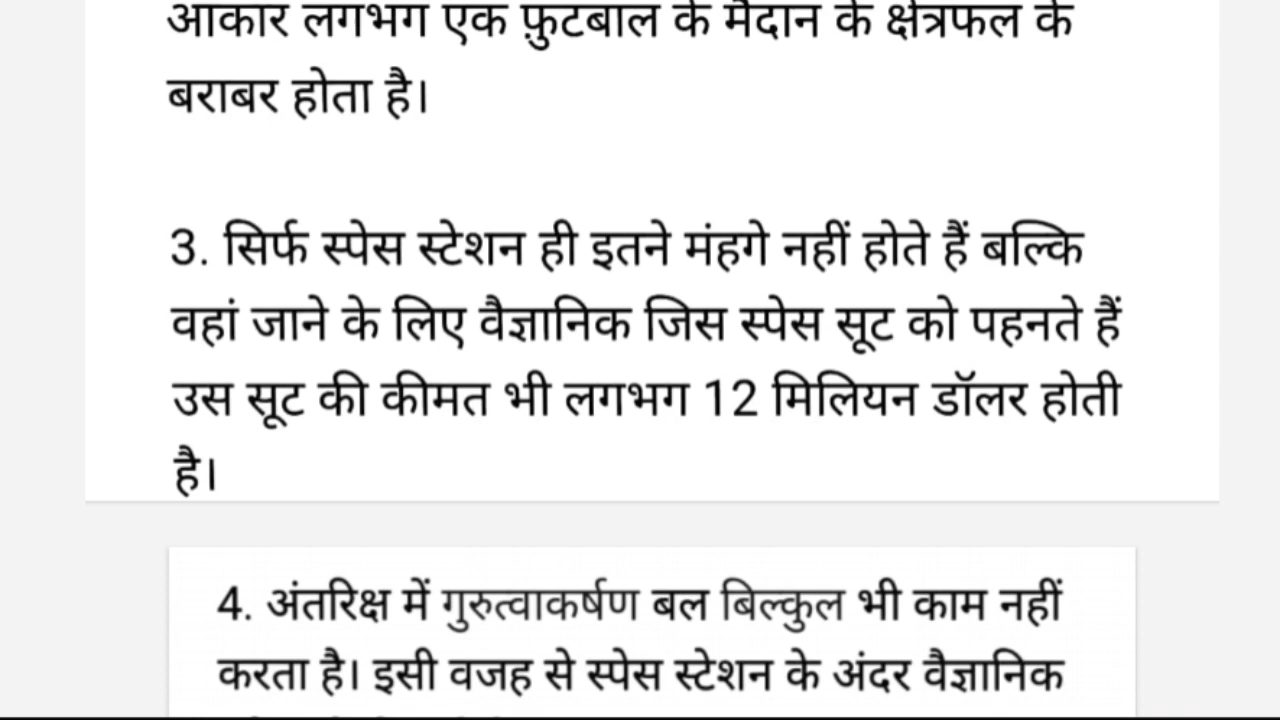 आकार लगभग एक फ़ुटबाल के मैदान के क्षेत्रफल के
बराबर होता है।
3. सिर्फ स्पेस स्टेशन ही इतने मंहगे नहीं होते हैं बल्कि
वहां जाने के लिए वैज्ञानिक जिस स्पेस सूट को पहनते हैं
उस सूट की कीमत भी लगभग 12 मिलियन डॉलर होती
है।
4. अंतरिक्ष में गुरुत्वाकर्षण बल बिल्कुल भी काम नहीं
करता है। इसी वजह से स्पेस स्टेशन के अंदर वैज्ञानिक